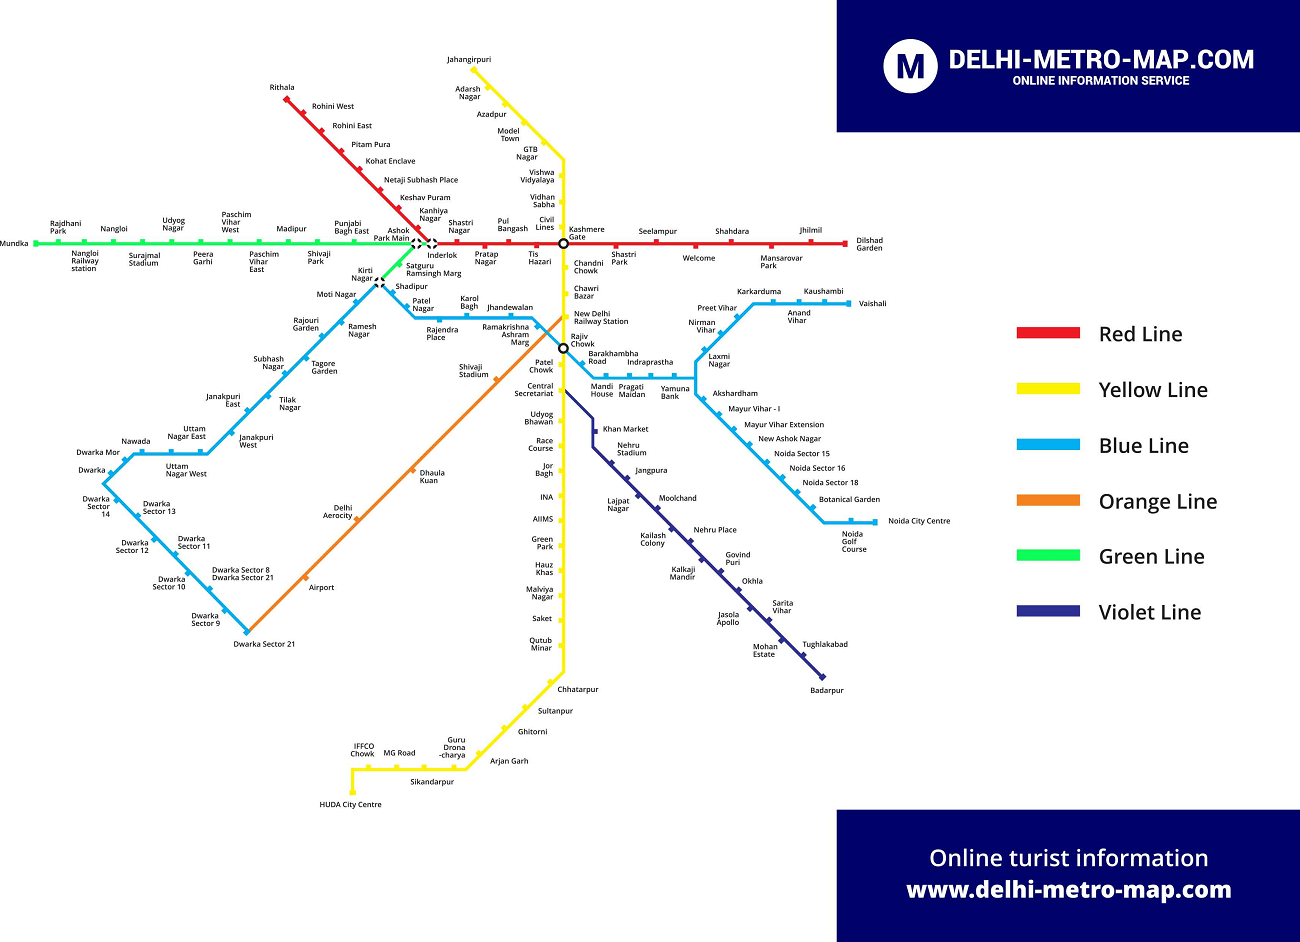 DELHI-METRO-MAP.COM
ONLINE INFORMATION SERVICE
Jahangirpuri
Adarsh
Nagar
Azadpur
Model
Town
GTB
Nagar
Vishwa
Vidyalaya
Vidhan
Sabha
Civil
Lines
Kashmere
Gate
Rithala
Rohini West
Rohini East
Pitam Pura
Kohat Enclave
Netaji Subhash Place
Keshav Puram
Kanhiya
Nagar
Inderlok
Shastri
Nagar
Pratap
Nagar
Pul
Bangash
Tis
Hazari
Shastri
Park
Seelampur
Welcome
Shahdara
Mansarovar
Park
Jhilmil
Dilshad
Garden
Mundka
Rajdhani
Park
Nangloi
Railway
station
Nangloi
Surajmal
Stadium
Udyog
Nagar
Peera
Garhi
Paschim
Vihar
West
Paschim
Vihar
East
Madipur
Shivaji
Park
Punjabi
Bagh East
Ashok
Park Main
Satguru
Ramsingh Marg
Kirti
Nagar
Shadipur
Patel
Nagar
Rajendra
Place
Karol
Bagh
Jhandewalan
Ramakrishna
Ashram
Marg
Chandni
Chowk
Chawri
Bazar
New Delhi
Railway Station
Rajiv
Chowk
Barakhambha
Road
Mandi
House
Pragati
Maidan
Indraprastha
Yamuna
Bank
Laxmi
Nagar
Nirman
Vihar
Preet Vihar
Karkarduma
Anand
Vihar
Kaushambi
Vaishali
Akshardham
Mayur Vihar - I
Mayur Vihar Extension
New Ashok Nagar
Noida Sector 15
Noida Sector 16
Noida Sector 18
Botanical Garden
Noida
Golf
Course
Noida City Centre
Moti Nagar
Ramesh
Nagar
Rajouri
Garden
Tagore
Garden
Subhash
Nagar
Tilak
Nagar
Janakpuri
East
Janakpuri
West
Uttam
Nagar East
Uttam
Nagar West
Nawada
Dwarka Mor
Dwarka
Dwarka
Sector
14
Dwarka
Sector 13
Dwarka
Sector 12
Dwarka
Sector 11
Dwarka
Sector 10
Dwarka Sector 8
Dwarka Sector 21
Dwarka
Sector 9
Dwarka Sector 21
Shivaji
Stadium
Dhaula
Kuan
Delhi
Aerocity
Airport
Patel
Chowk
Central
Secretariat
Udyog
Bhawan
Race
Course
Jor
Bagh
INA
AIIMS
Green
Park
Hauz
Khas
Malviya
Nagar
Saket
Qutub
Minar
Chhatarpur
Sultanpur
Ghitorni
Arjan Garh
Guru
Drona
-charya
Sikandarpur
MG Road
IFFCO
Chowk
HUDA City Centre
Khan Market
Nehru
Stadium
Jangpura
Lajpat
Nagar
Moolchand
Kailash
Colony
Nehru Place
Kalkaji
Mandir
Govind
Puri
Okhla
Jasola
Apollo
Sarita
Vihar
Mohan
Estate
Tughlakabad
Badarpur
Red Line
Yellow Line
Blue Line
Orange Line
Green Line
Violet Line
Online turist information
www.delhi-metro-map.com
M